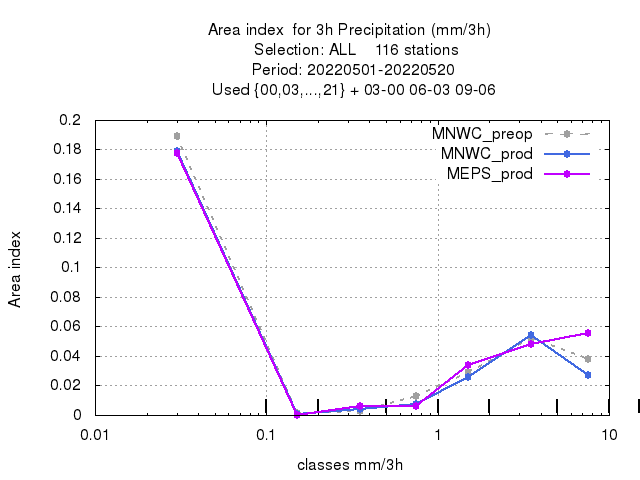 Area index  for 3h Precipitation (mm/3h)
Selection: ALL    116 stations
Period: 20220501-20220520
Used {00,03,...,21} + 03-00 06-03 09-06
MNWC_preop
MNWC_prod
MEPS_prod
0.2
0.18
0.16
0.14
0.12
0.1
0.08
0.06
0.04
0.02
0
Area index
0.01
0.1
1
10
classes mm/3h